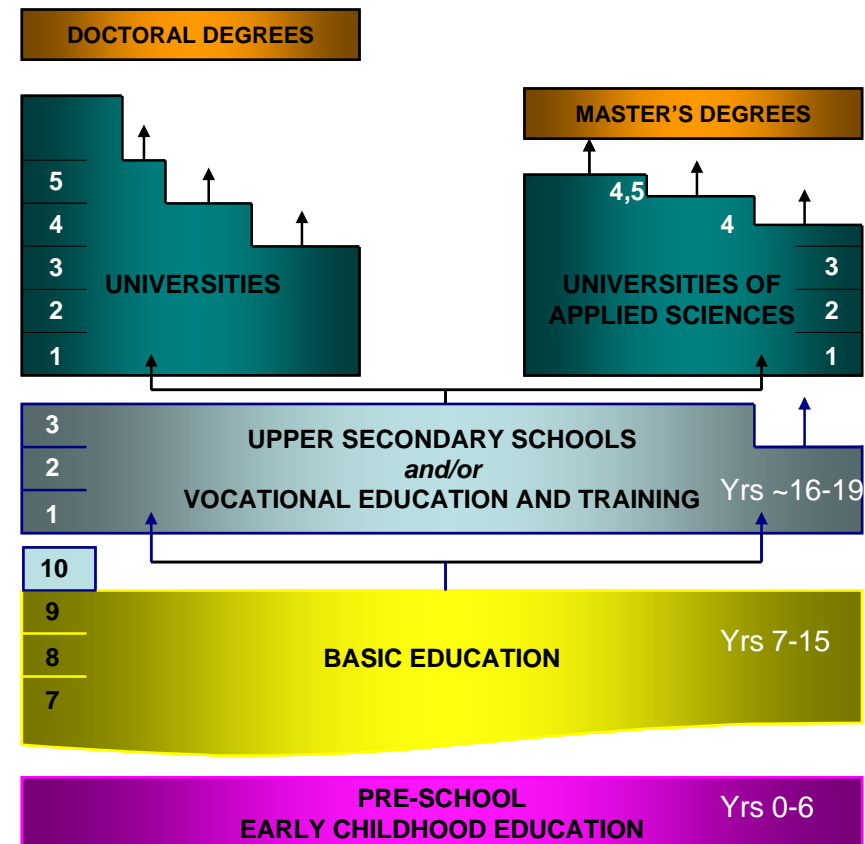 DOCTORAL DEGREES
MASTER'S DEGREES
5
4
3
2
1
UNIVERSITIES
4,5
4
3
2
1
UNIVERSITIES OF
APPLIED SCIENCES
3
2
1
UPPER SECONDARY SCHOOLS
and/or
VOCATIONAL EDUCATION AND TRAINING
Yrs ~16-19
10
9
8
7
BASIC EDUCATION
Yrs 7-15
PRE-SCHOOL
EARLY CHILDHOOD EDUCATION
Yrs 0-6